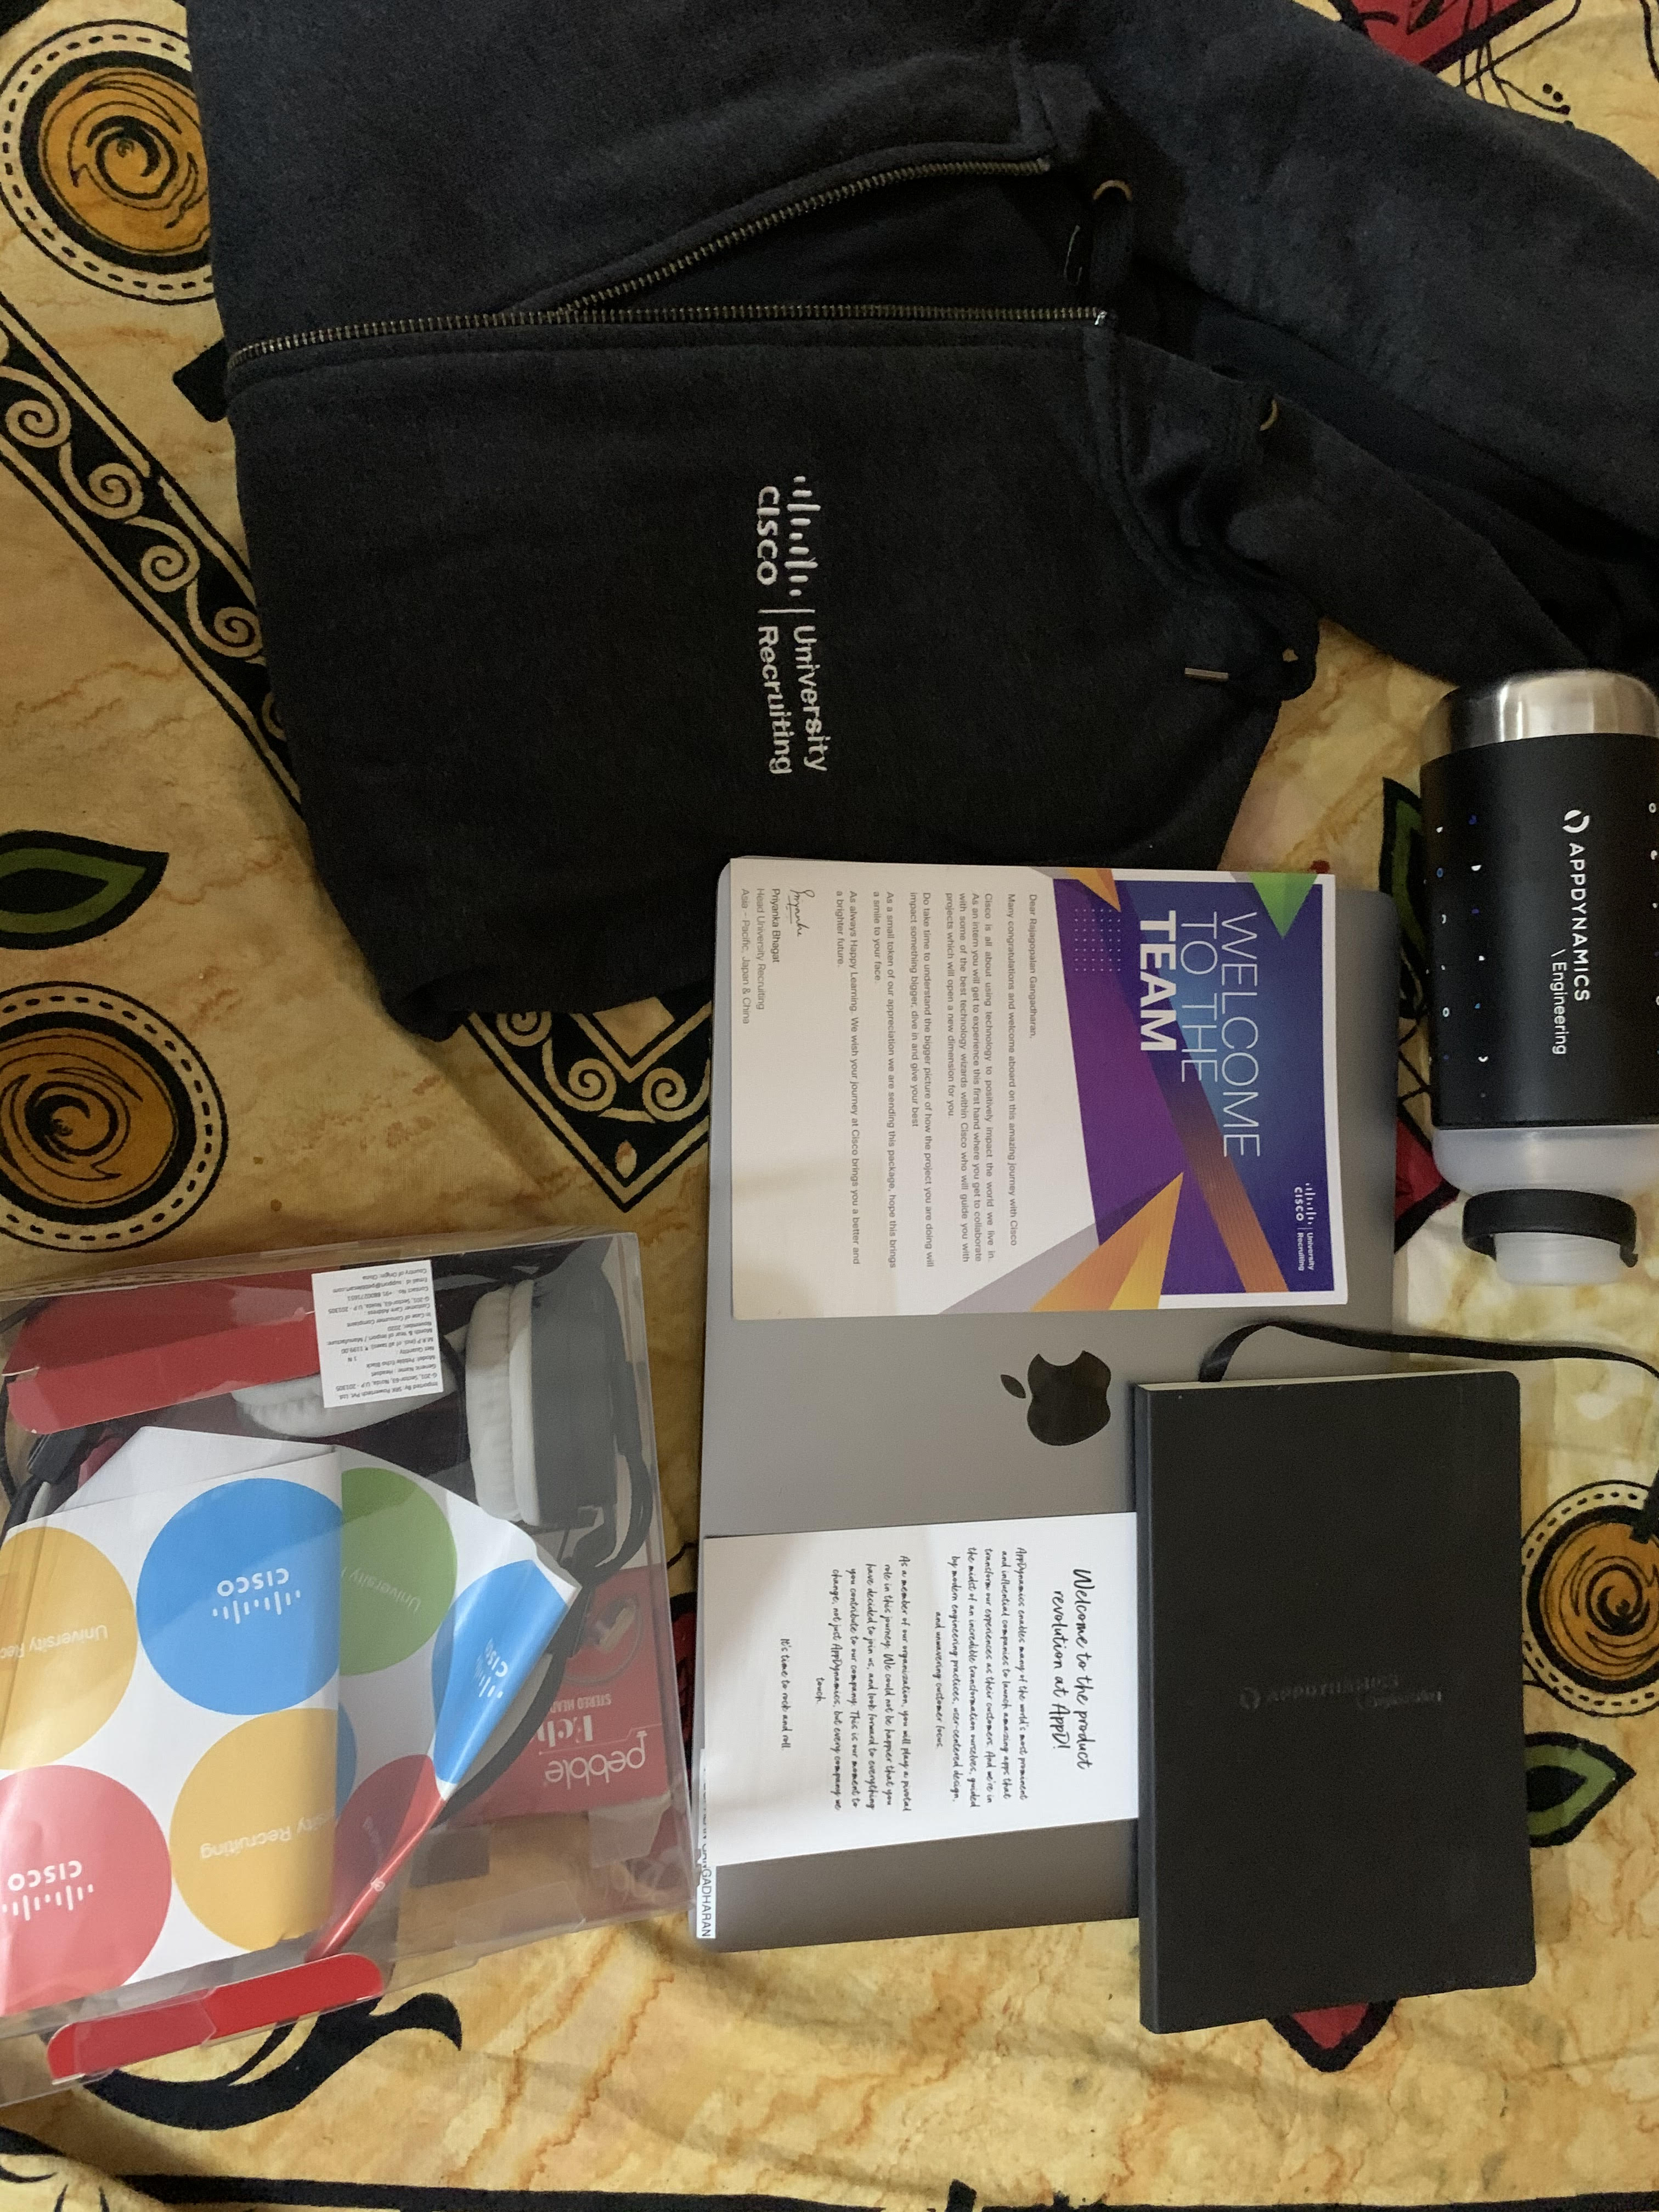 APPDYNAMICS
\ Engineering
CISCO
University
Recruiting
WELCOME
TO THE
TEAM
Dear Rajagopalan Gangadharan,
Many congratulations and welcome aboard on this amazing journey with Cisco
Cisco is all about using technology to positively impact the world we live in.
As an intern you will get to experience this first hand where you get to collaborate
with some of the best technology wizards within Cisco who will guide you with
projects which will open a new dimension for you.
Do take time to understand the bigger picture of how the project you are doing will
impact something bigger, dive in and give your best
As a small token of our appreciation we are sending this package, hope this brings
a smile to your face.
As always Happy Learning. We wish your journey at Cisco brings you a better and
a brighter future.
Priyanka Bhagat
Head University Recruiting
Asia - Pacific, Japan & China
APPDYNAMICS
Welcome to the product
revolution at AppD!
AppDynamics enables many of the world's most prominent
and influential companies to launch amazing apps that
transform our experiences as their customers. And we're in
the midst of an incredible transformation ourselves, guided
by modern engineering practices, user-centered design,
and unwavering customer focus.
As a member of our organization, you will play a pivotal
role in this journey. We could not be happier that you
have decided to join us, and look forward to everything
you contribute to our company. This is our moment to
change, not just AppDynamics, but every company we
touch.
It's time to rock and roll.
GANGADHARAN
CISCO
University
Recruiting
pebble
STEREO
CISCO
University
CISCO
Recruiting
University
CISCO